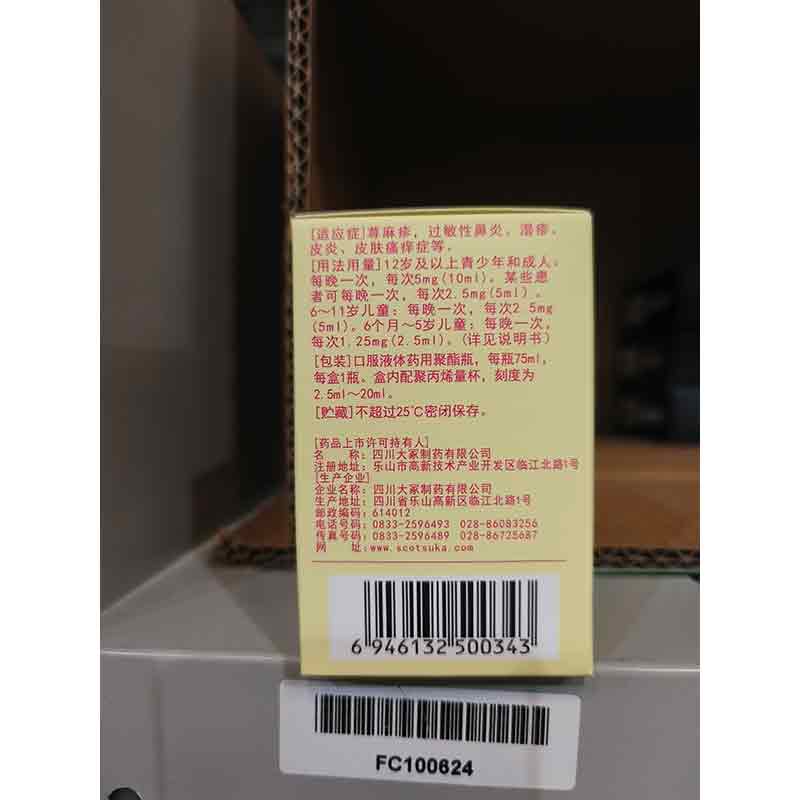 [适应症]荨麻疹，过敏性鼻炎、湿疹、
皮炎、皮肤瘙痒症等。
[用法用量]12岁及以上青少年和成人：
每晚一次，每次5mg(10ml)。某些患
者可每晚一次，每次2.5mg(5ml)。
6～11岁儿童：每晚一次，每次2.5mg
(5ml)。6个月～5岁儿童：每晚一次，
每次1.25mg(2.5ml)。(详见说明书)
[包装]口服液体药用聚酯瓶，每瓶75ml，
每盒1瓶、盒内配聚丙烯量杯，刻度为
2.5ml～20ml。
[贮藏]不超过25℃密闭保存。
[药品上市许可持有人]
名 称：四川大冢制药有限公司
注册地址：乐山市高新技术产业开发区临江北路1号
[生产企业]
企业名称：四川大冢制药有限公司
生产地址：四川省乐山高新区临江北路1号
邮政编码：614012
电话号码：0833-2596493 028-86083256
传真号码：0833-2596489 028-86725687
网 址：www.scotsuka.com
6 946132 500343
FC100624